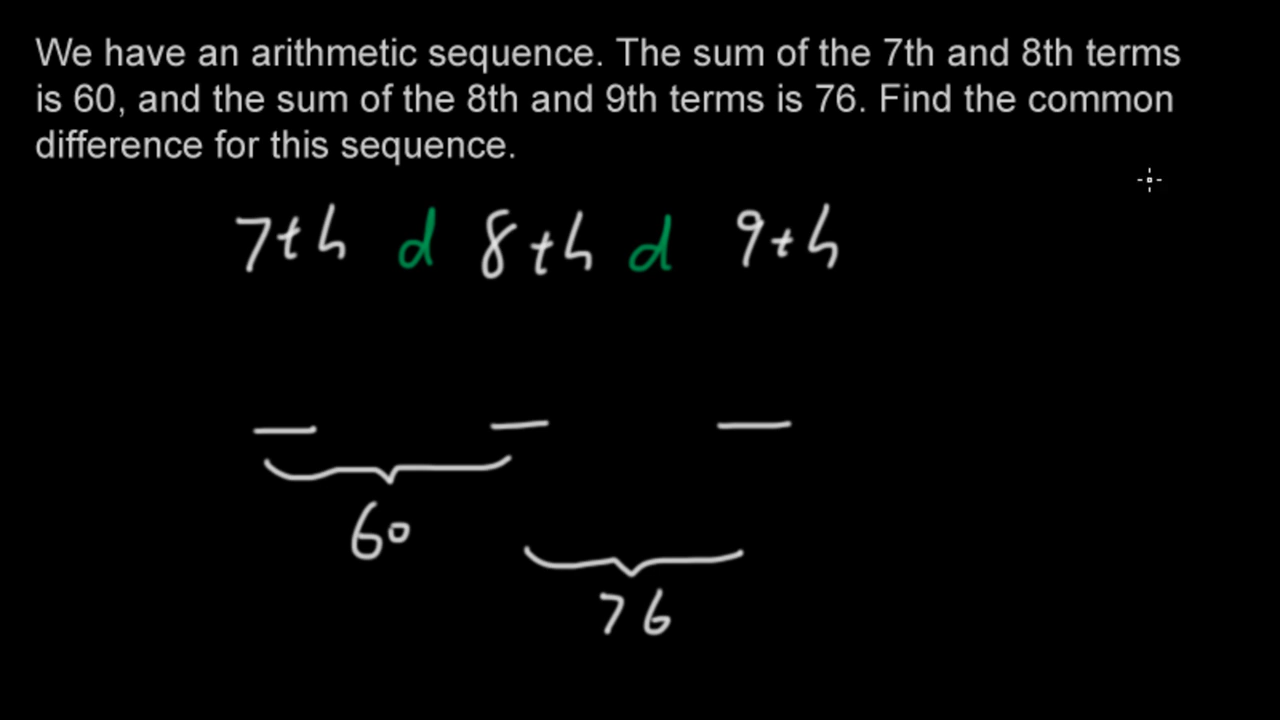 We have an arithmetic sequence. The sum of the 7th and 8th terms
is 60, and the sum of the 8th and 9th terms is 76. Find the common
difference for this sequence.
7th d 8th d 9th
60
76